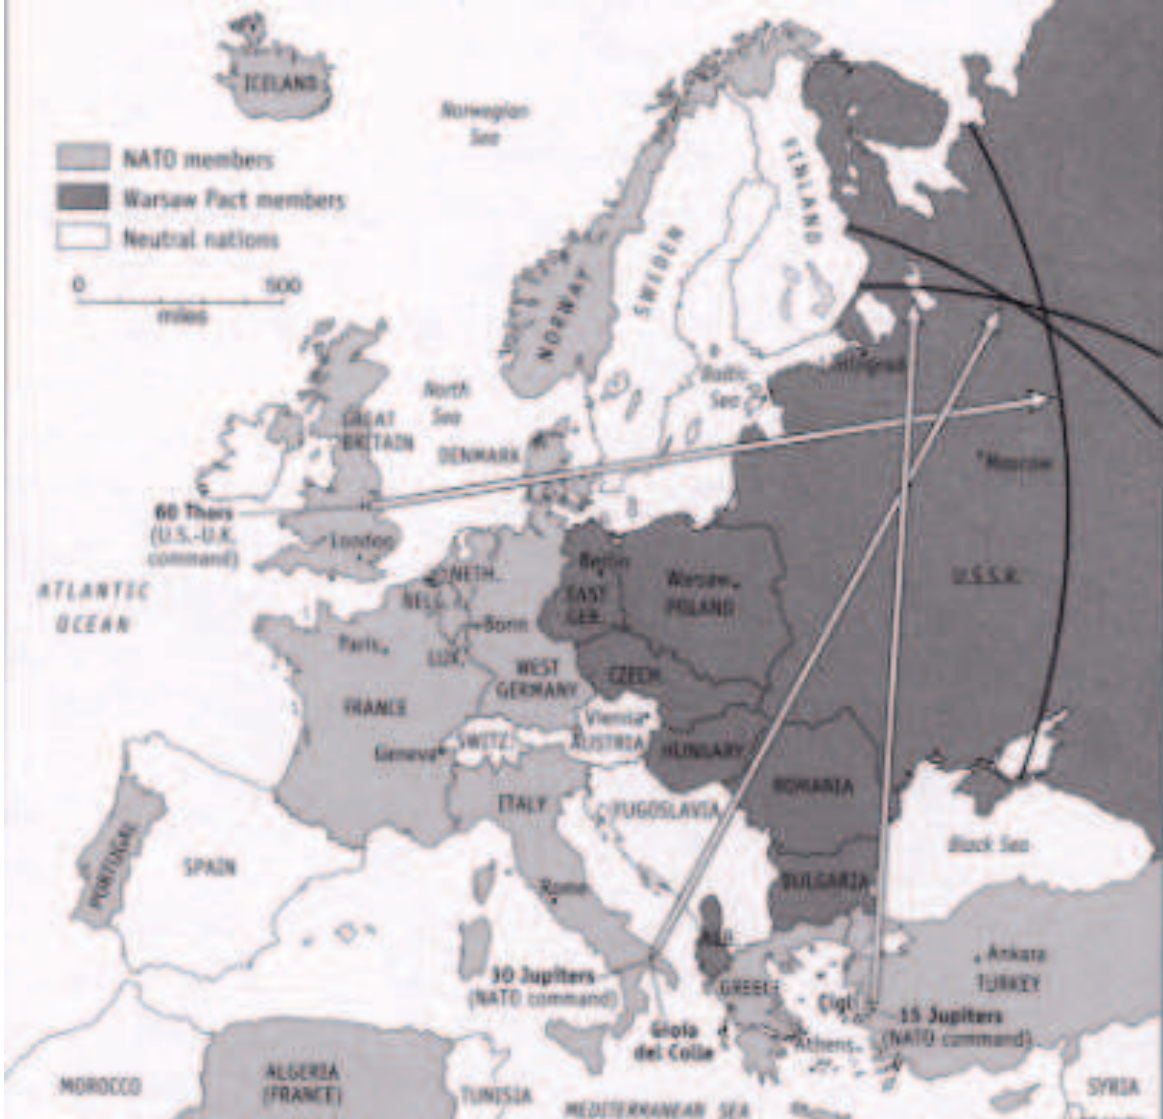 ICELAND
Norwegian
Sea
NATO members
Warsaw Pact members
Neutral nations
0 500
miles
FINLAND
SWEDEN
NORWAY
North
Sea
Baltic
Sea
GREAT
BRITAIN
DENMARK
Moscow
60 Thors
(U.S.-U.K.
command)
London
ATLANTIC
OCEAN
NETH.
BELG.
Berlin
EAST
GER.
Warsaw
POLAND
U.S.S.R.
Bonn
Paris
LUX.
WEST
GERMANY
CZECH.
FRANCE
Vienna
AUSTRIA
Geneva
SWITZ.
HUNGARY
ROMANIA
ITALY
YUGOSLAVIA
PORTUGAL
SPAIN
Black Sea
BULGARIA
Rome
ALB.
30 Jupiters
(NATO command)
GREECE
Cigli
Ankara
TURKEY
15 Jupiters
(NATO command)
Gioia
del Colle
Athens
MOROCCO
ALGERIA
(FRANCE)
TUNISIA
MEDITERRANEAN SEA
SYRIA